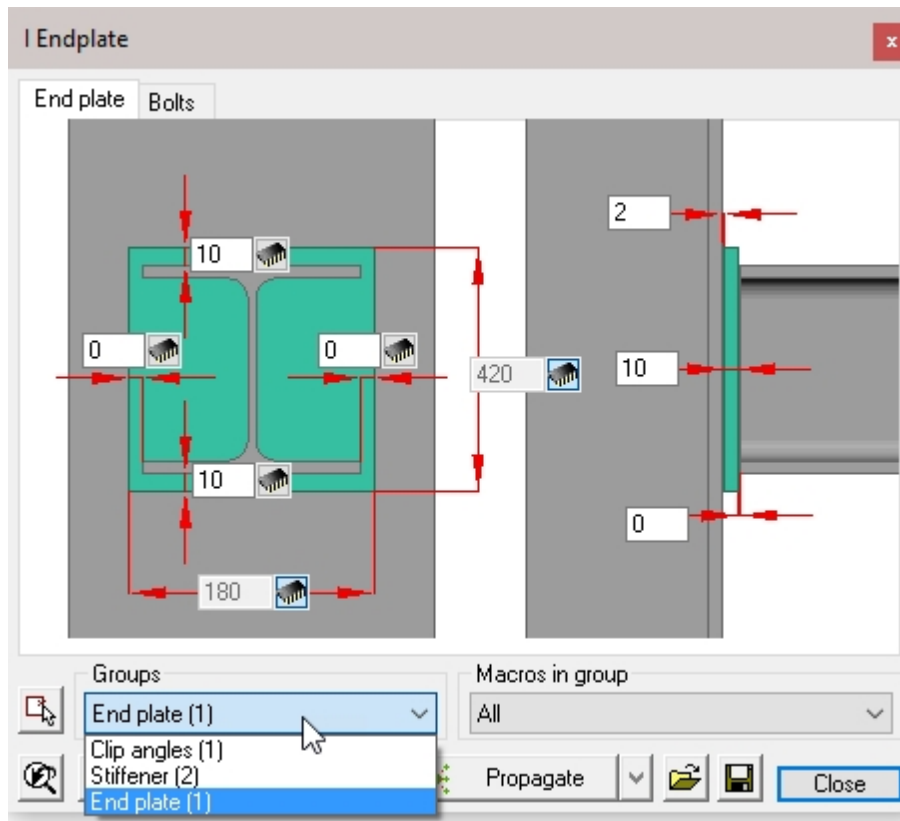 I Endplate
x
End plate
Bolts
2
10
0
0
420
10
10
0
180
Groups
Macros in group
End plate (1)
All
Clip angles (1)
Stiffener (2)
End plate (1)
Propagate
Close